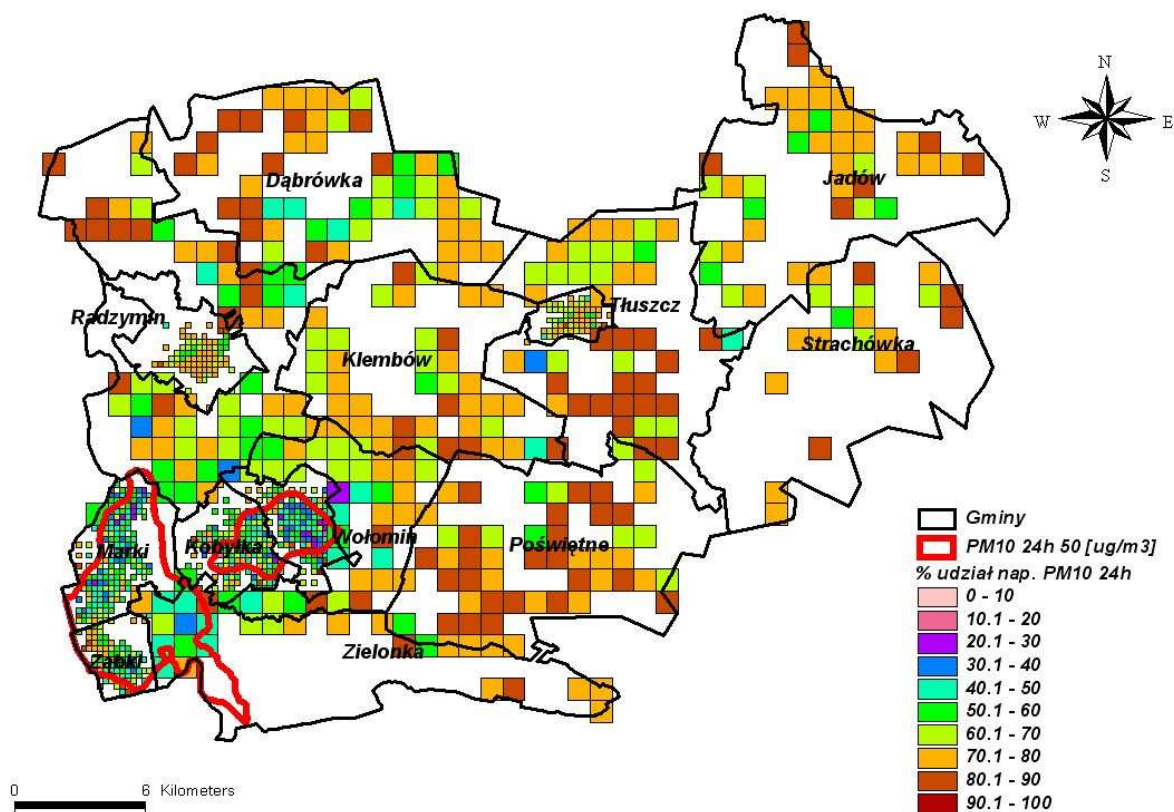 N
W
E
S
Dąbrówka
Jadów
Radzymin
Tłuszcz
Klembów
Strachówka
Marki
Kobyłka
Wołomin
Poświętne
Ząbki
Zielonka
Gminy
PM10 24h 50 [ug/m3]
% udział nap. PM10 24h
0 - 10
10.1 - 20
20.1 - 30
30.1 - 40
40.1 - 50
50.1 - 60
60.1 - 70
70.1 - 80
80.1 - 90
90.1 - 100
0 6 Kilometers